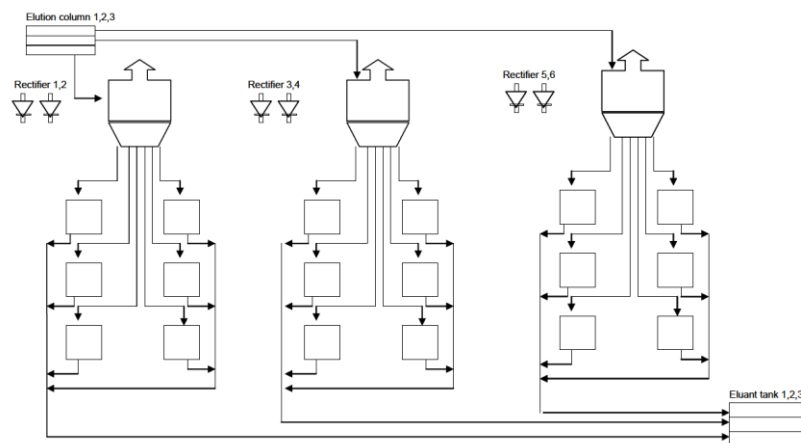 Elution column 1,2,3
Rectifier 1,2
Rectifier 3,4
Rectifier 5,6
Eluant tank 1,2,3